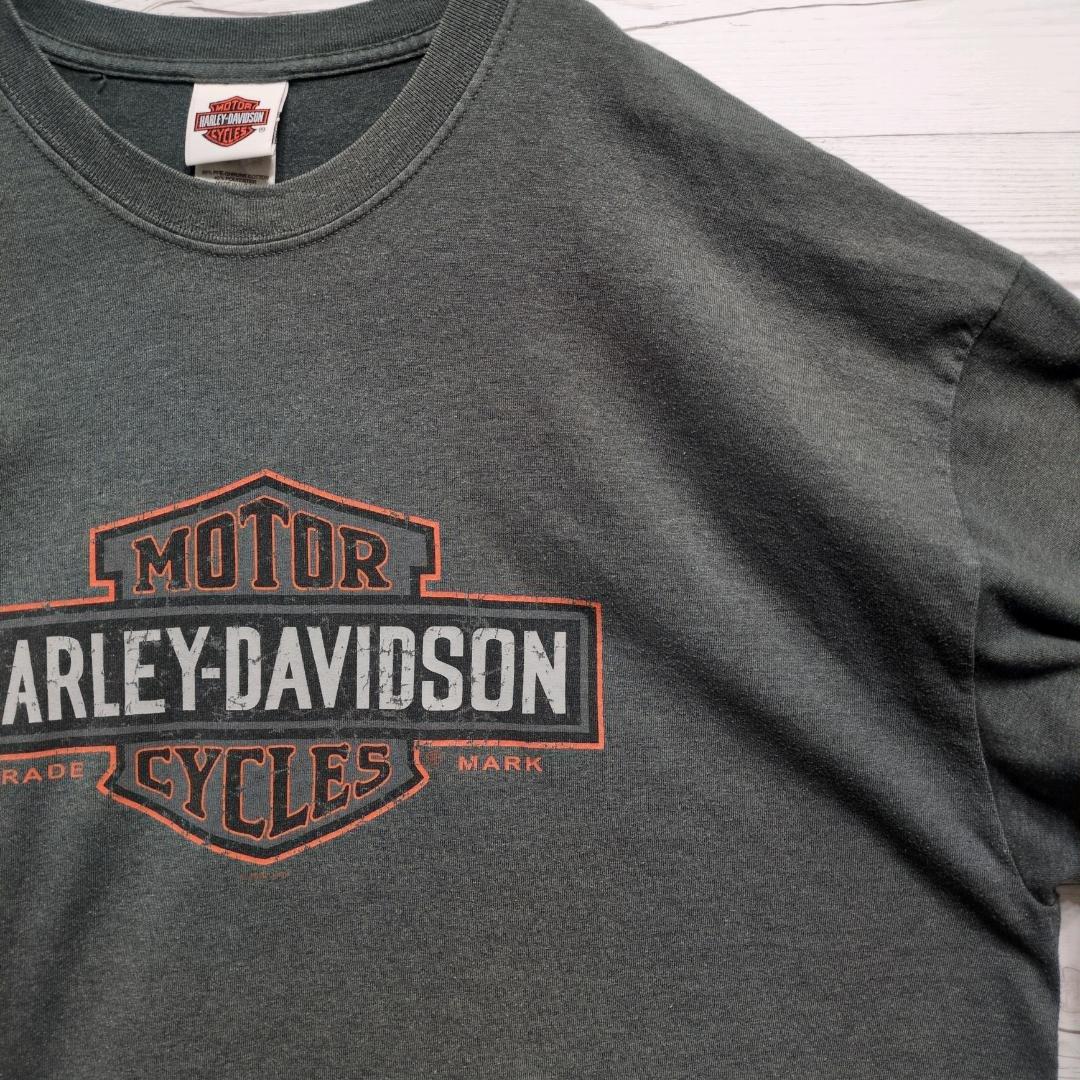 MOTOR
HARLEY-DAVIDSON
CYCLES
®
MOTOR
ARLEY-DAVIDSON
CYCLES
RADE
MARK